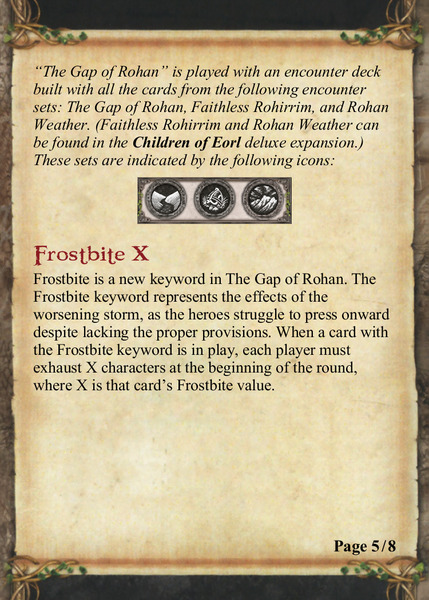 “The Gap of Rohan” is played with an encounter deck
built with all the cards from the following encounter
sets: The Gap of Rohan, Faithless Rohirrim, and Rohan
Weather. (Faithless Rohirrim and Rohan Weather can
be found in the Children of Eorl deluxe expansion.)
These sets are indicated by the following icons:
Frostbite X
Frostbite is a new keyword in The Gap of Rohan. The
Frostbite keyword represents the effects of the
worsening storm, as the heroes struggle to press onward
despite lacking the proper provisions. When a card with
the Frostbite keyword is in play, each player must
exhaust X characters at the beginning of the round,
where X is that card’s Frostbite value.
Page 5/8